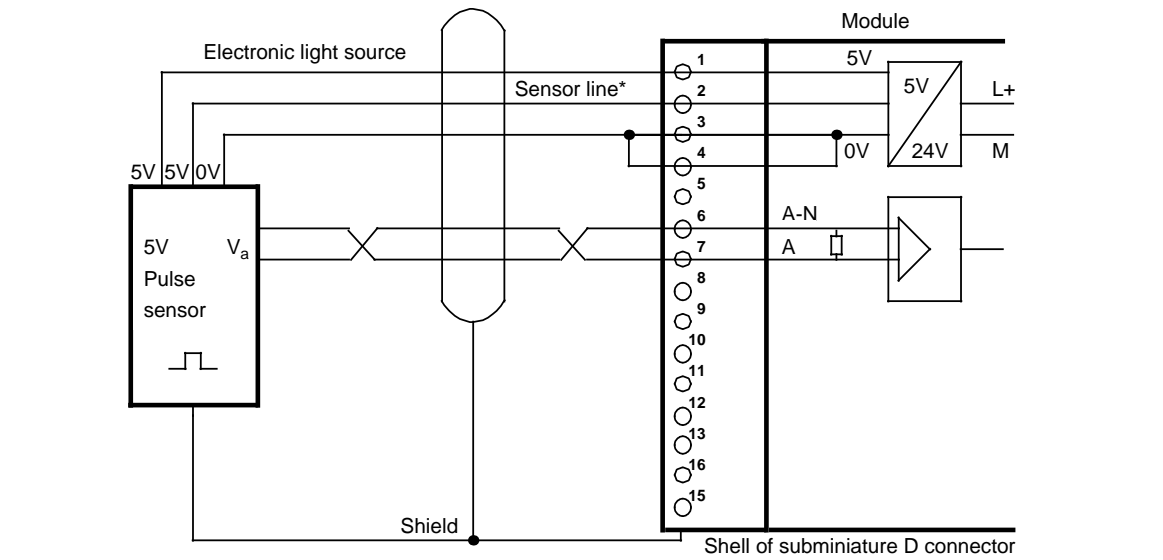 Module
Electronic light source
1
5V
5V
Sensor line*
2
L+
3
0V
24V
M
4
5V 5V 0V
5
6
A-N
5V
Va
7
A
Pulse
8
sensor
9
10
11
12
13
16
15
Shield
Shell of subminiature D connector